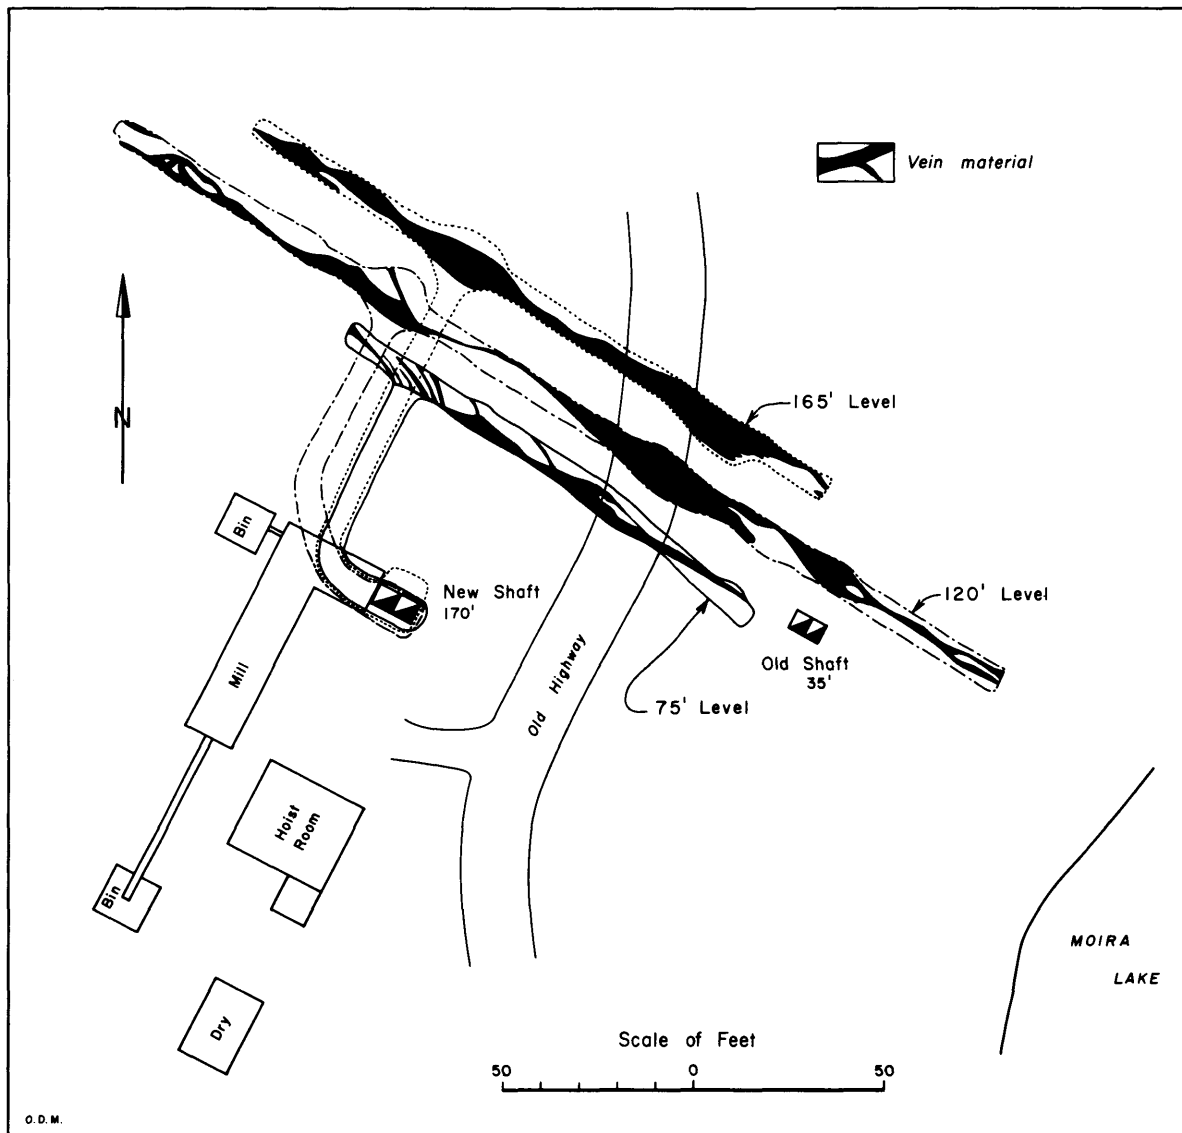 Vein material
165' Level
N
Bin
New Shaft
170'
120' Level
Old Shaft
35'
Mill
Old Highway
75' Level
Hoist
Room
Bin
MOIRA
LAKE
Dry
Scale of Feet
50 0 50
O.D.M.